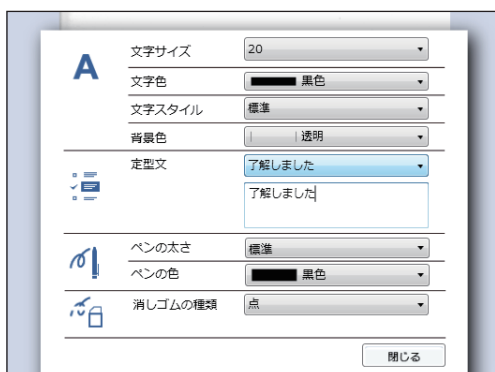 A
文字サイズ 20
文字色 黒色
文字スタイル 標準
背景色 透明
定型文 了解しました
了解しました
ペンの太さ 標準
ペンの色 黒色
消しゴムの種類 点
閉じる